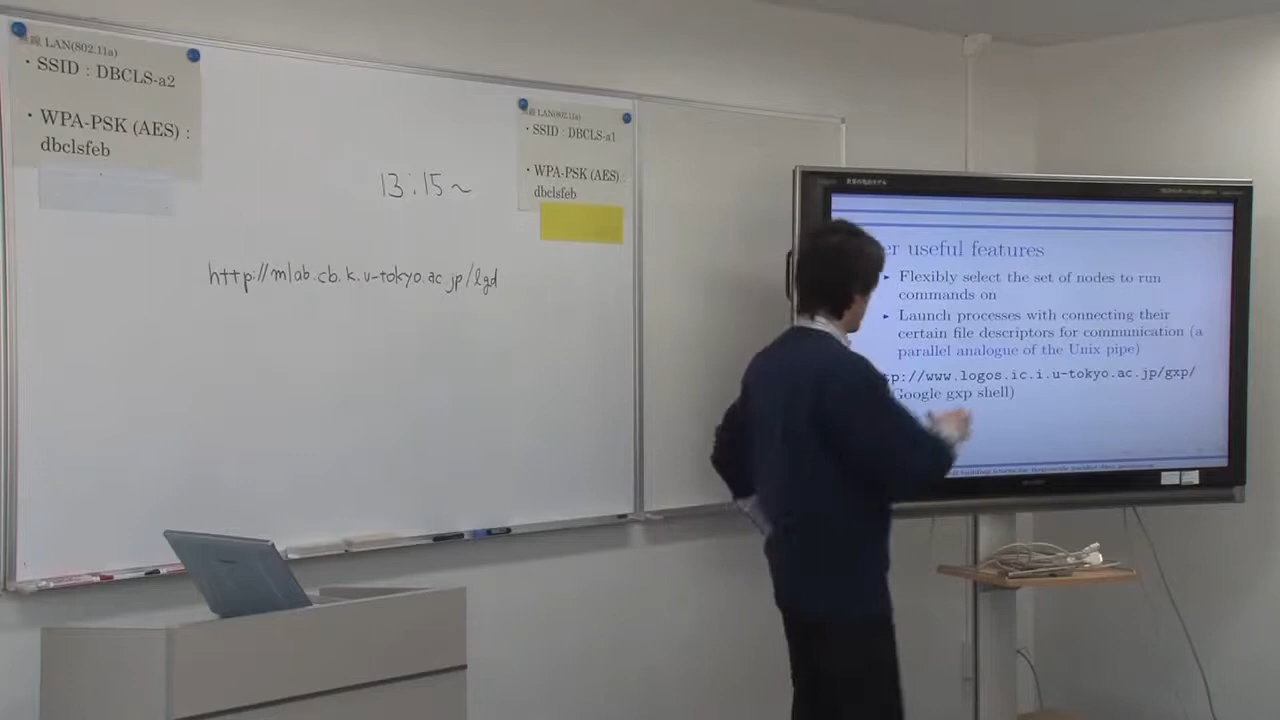 線 LAN(802.11a)
・SSID : DBCLS-a2
・WPA-PSK (AES) :
dbclsfeb
線 LAN(802.11a)
・SSID : DBCLS-a1
・WPA-PSK (AES)
dbclsfeb
13:15~
http://mlab.cb.k.u-tokyo.ac.jp/lgd
er useful features
▸ Flexibly select the set of nodes to run
commands on
▸ Launch processes with connecting their
certain file descriptors for communication (a
parallel analogue of the Unix pipe)
p://www.logos.ic.i.u-tokyo.ac.jp/gxp/
Google gxp shell)